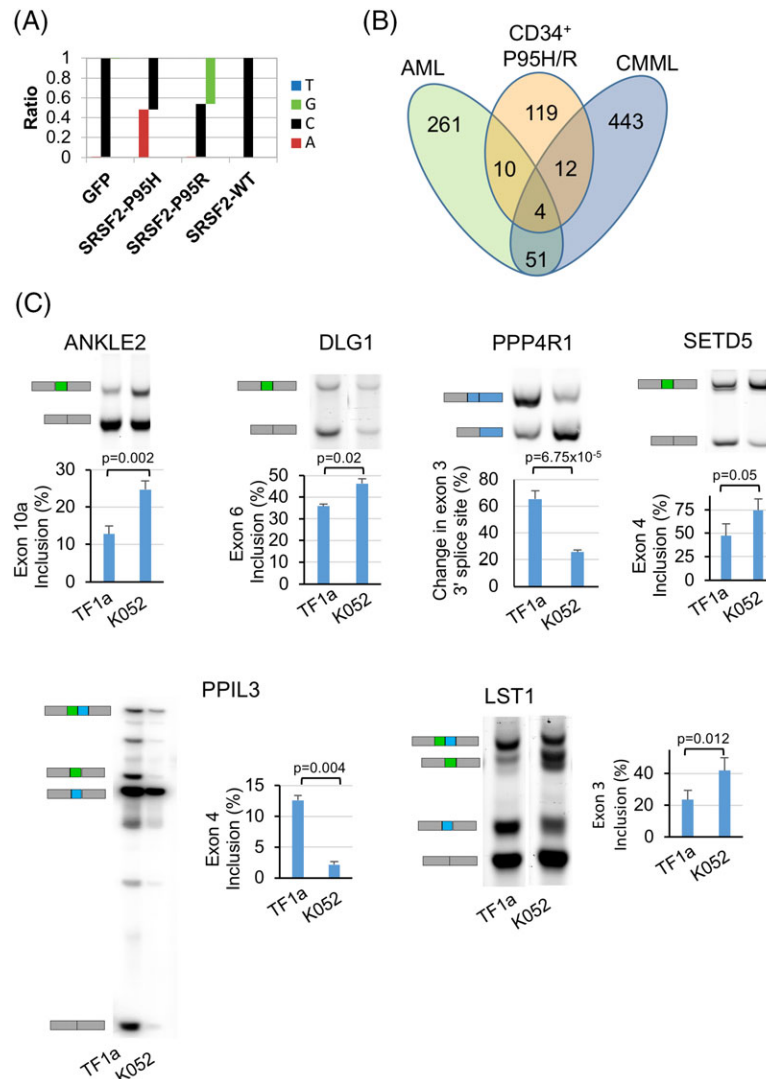 (A)
1
0.8
0.6
0.4
0.2
0
Ratio
T
G
C
A
GFP
SRSF2-P95H
SRSF2-P95R
SRSF2-WT
(B)
CD34+
P95H/R
AML
CMML
261
119
443
10
12
4
51
(C)
ANKLE2
p=0.002
30
20
10
0
Exon 10a
Inclusion (%)
TF1a
K052
DLG1
p=0.02
50
40
30
20
10
0
Exon 6
Inclusion (%)
TF1a
K052
PPP4R1
p=6.75x10-5
80
60
40
20
0
Change in exon 3
3' splice site (%)
TF1a
K052
SETD5
p=0.05
75
50
25
0
Exon 4
Inclusion (%)
TF1a
K052
PPIL3
TF1a
K052
p=0.004
15
10
5
0
Exon 4
Inclusion (%)
TF1a
K052
LST1
TF1a
K052
p=0.012
40
20
0
Exon 3
Inclusion (%)
TF1a
K052